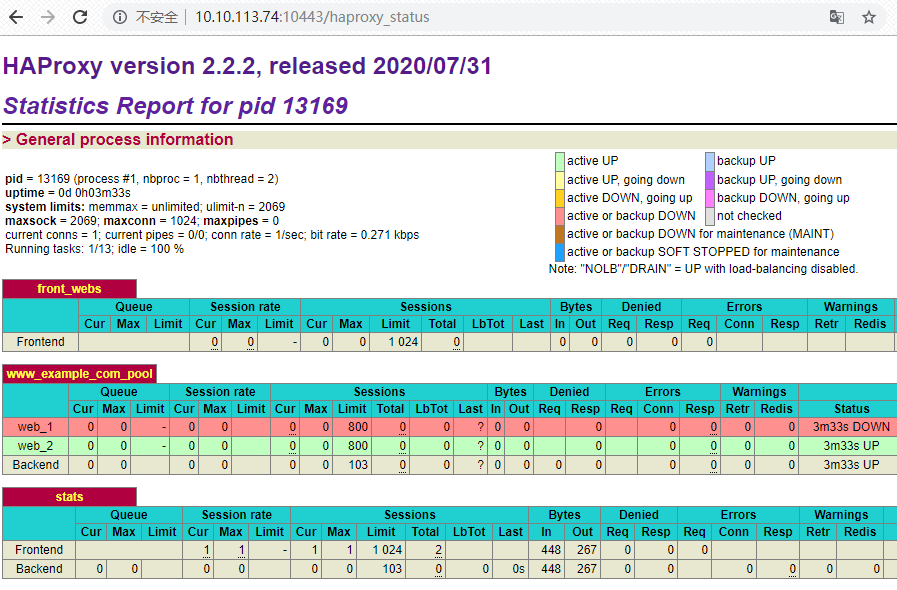 不安全 | 10.10.113.74:10443/haproxy_status
HAProxy version 2.2.2, released 2020/07/31
Statistics Report for pid 13169
> General process information
pid = 13169 (process #1, nbproc = 1, nbthread = 2)
uptime = 0d 0h03m33s
system limits: memmax = unlimited; ulimit-n = 2069
maxsock = 2069; maxconn = 1024; maxpipes = 0
current conns = 1; current pipes = 0/0; conn rate = 1/sec; bit rate = 0.271 kbps
Running tasks: 1/13; idle = 100 %
active UP backup UP
active UP, going down backup UP, going down
active DOWN, going up backup DOWN, going up
active or backup DOWN not checked
active or backup DOWN for maintenance (MAINT)
active or backup SOFT STOPPED for maintenance
Note: "NOLB"/"DRAIN" = UP with load-balancing disabled.
front_webs
Queue Session rate Sessions Bytes Denied Errors Warnings
Cur Max Limit Cur Max Limit Cur Max Limit Total LbTot Last In Out Req Resp Req Conn Resp Retr Redis
Frontend 0 0 - 0 0 1 024 0 0 0 0 0 0
www_example_com_pool
Queue Session rate Sessions Bytes Denied Errors Warnings
Cur Max Limit Cur Max Limit Cur Max Limit Total LbTot Last In Out Req Resp Req Conn Resp Retr Redis Status
web_1 0 0 - 0 0 0 0 800 0 0 ? 0 0 0 0 0 0 0 3m33s DOWN
web_2 0 0 - 0 0 0 0 800 0 0 ? 0 0 0 0 0 0 0 3m33s UP
Backend 0 0 0 0 0 0 103 0 0 ? 0 0 0 0 0 0 0 0 3m33s UP
stats
Queue Session rate Sessions Bytes Denied Errors Warnings
Cur Max Limit Cur Max Limit Cur Max Limit Total LbTot Last In Out Req Resp Req Conn Resp Retr Redis
Frontend 1 1 - 1 1 1 024 2 448 267 0 0 0
Backend 0 0 0 0 0 0 103 0 0 0s 448 267 0 0 0 0 0 0